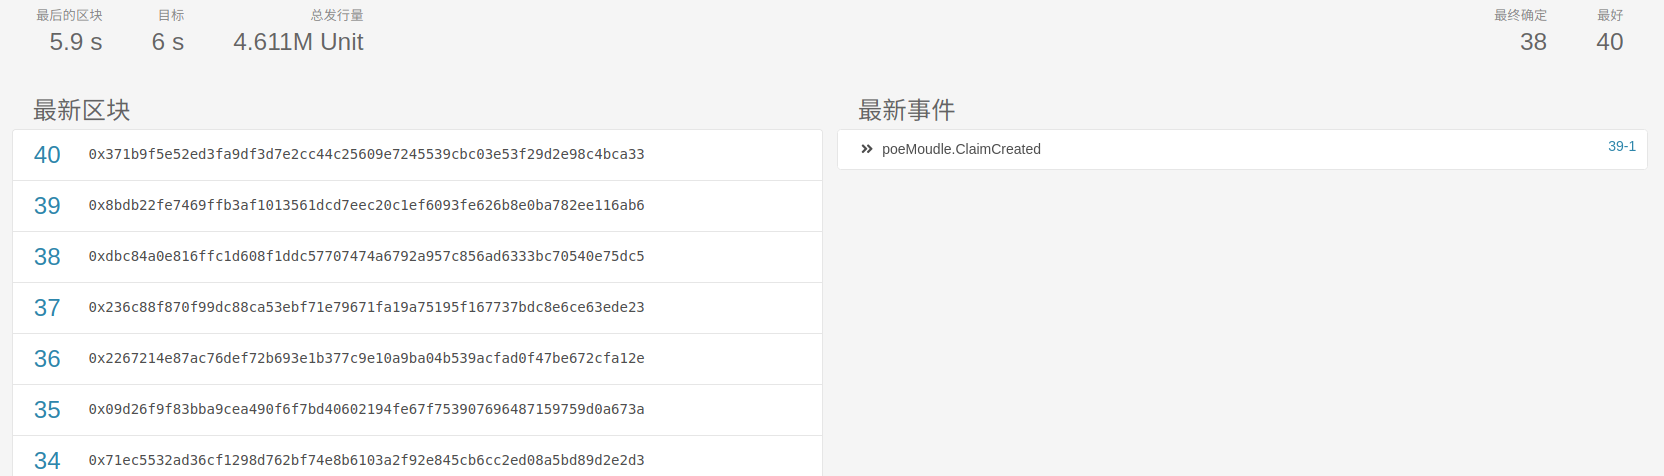 最后的区块 目标 总发行量 最终确定 最好
5.9 s 6 s 4.611M Unit 38 40
最新区块
40 0x371b9f5e52ed3fa9df3d7e2cc44c25609e7245539cbc03e53f29d2e98c4bca33
39 0x8bdb22fe7469ffb3af1013561dcd7eec20c1ef6093fe626b8e0ba782ee116ab6
38 0xdbc84a0e816ffc1d608f1ddc57707474a6792a957c856ad6333bc70540e75dc5
37 0x236c88f870f99dc88ca53ebf71e79671fa19a75195f167737bdc8e6ce63ede23
36 0x2267214e87ac76def72b693e1b377c9e10a9ba04b539acfad0f47be672cfa12e
35 0x09d26f9f83bba9cea490f6f7bd40602194fe67f753907696487159759d0a673a
34 0x71ec5532ad36cf1298d762bf74e8b6103a2f92e845cb6cc2ed08a5bd89d2e2d3
最新事件
poeMoudle.ClaimCreated 39-1